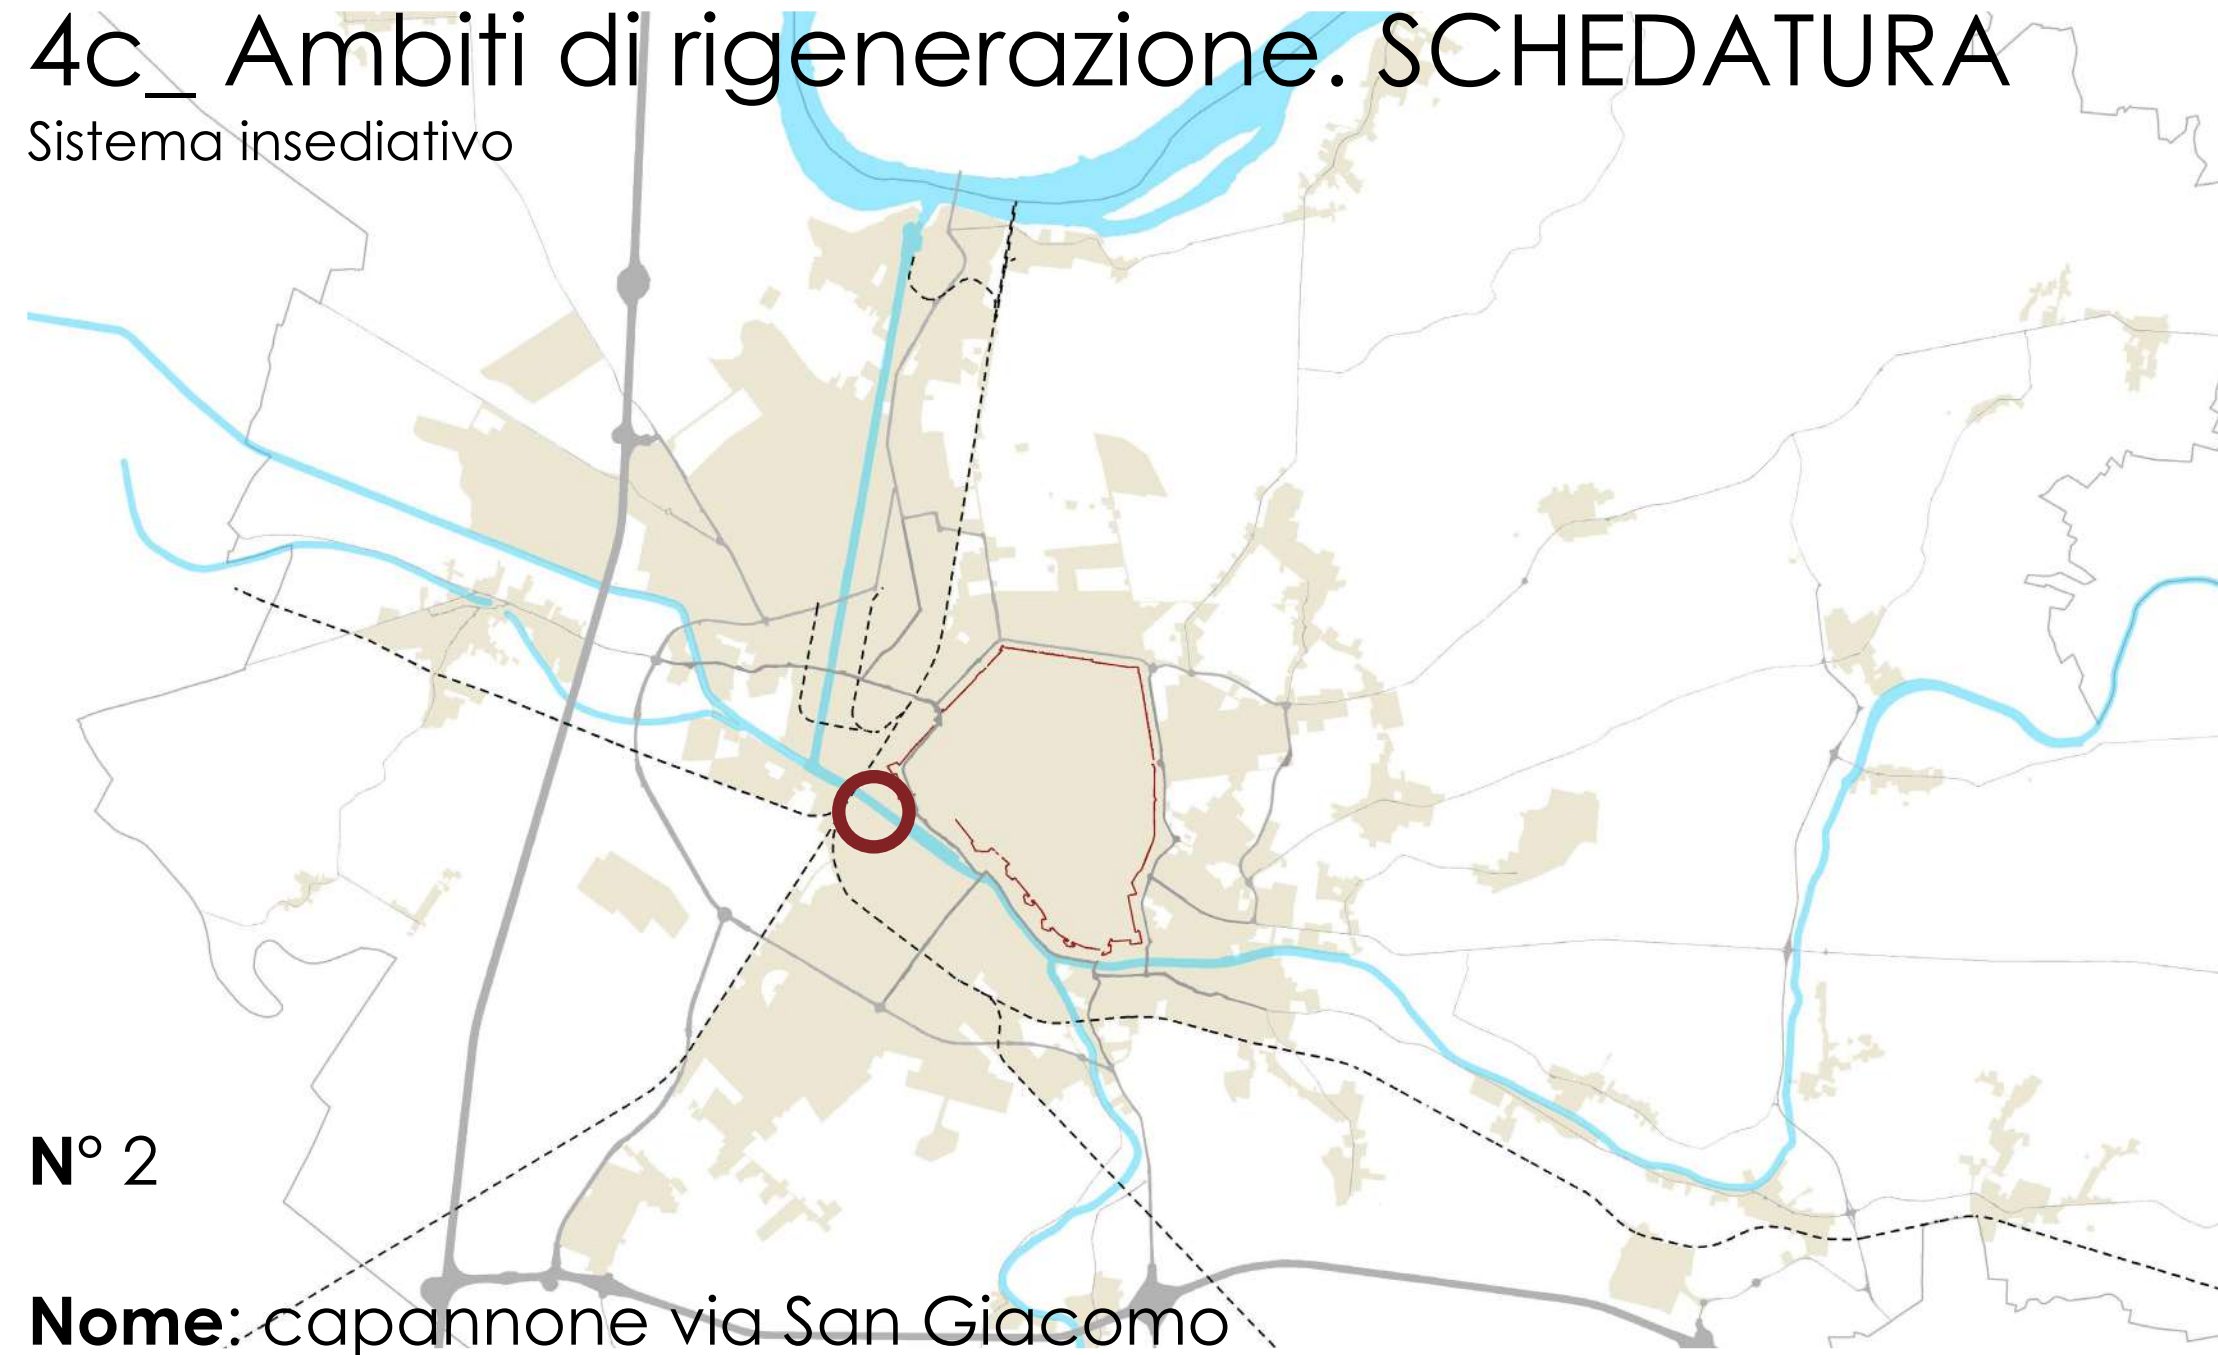 4c_ Ambiti di rigenerazione. SCHEDATURA
Sistema insediativo
N° 2
Nome: capannone via San Giacomo